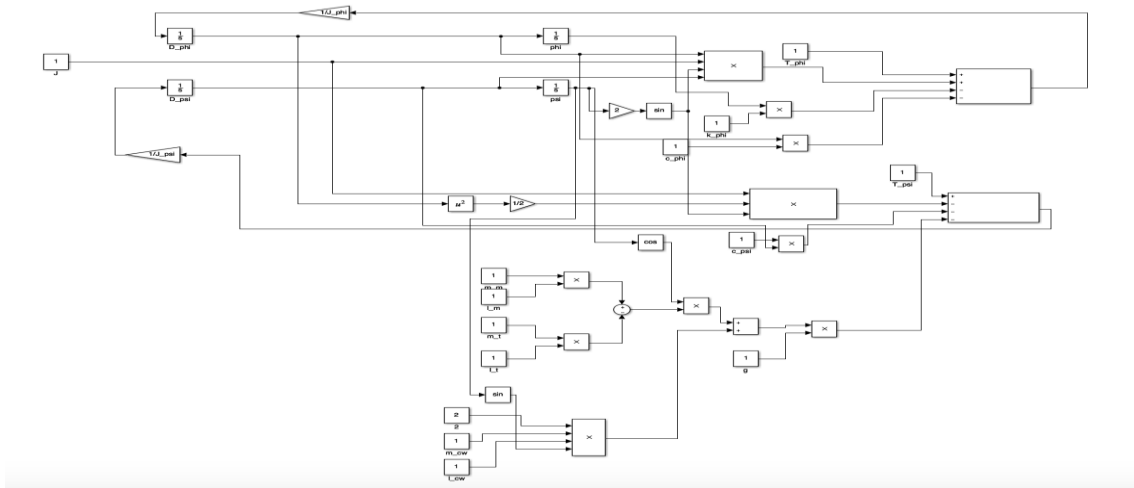 1/J_phi
1/s
D_phi
1/s
phi
1
J
×
1
T_phi
+
+
−
−
1/s
D_psi
1/s
psi
2
sin
×
1
k_phi
1/J_psi
1
c_phi
×
1
T_psi
u²
1/2
×
+
−
−
−
cos
1
c_psi
×
1
m_m
×
1
l_m
×
1
m_t
×
+
+
×
1
l_t
1
g
sin
2
2
×
1
m_cw
1
l_cw